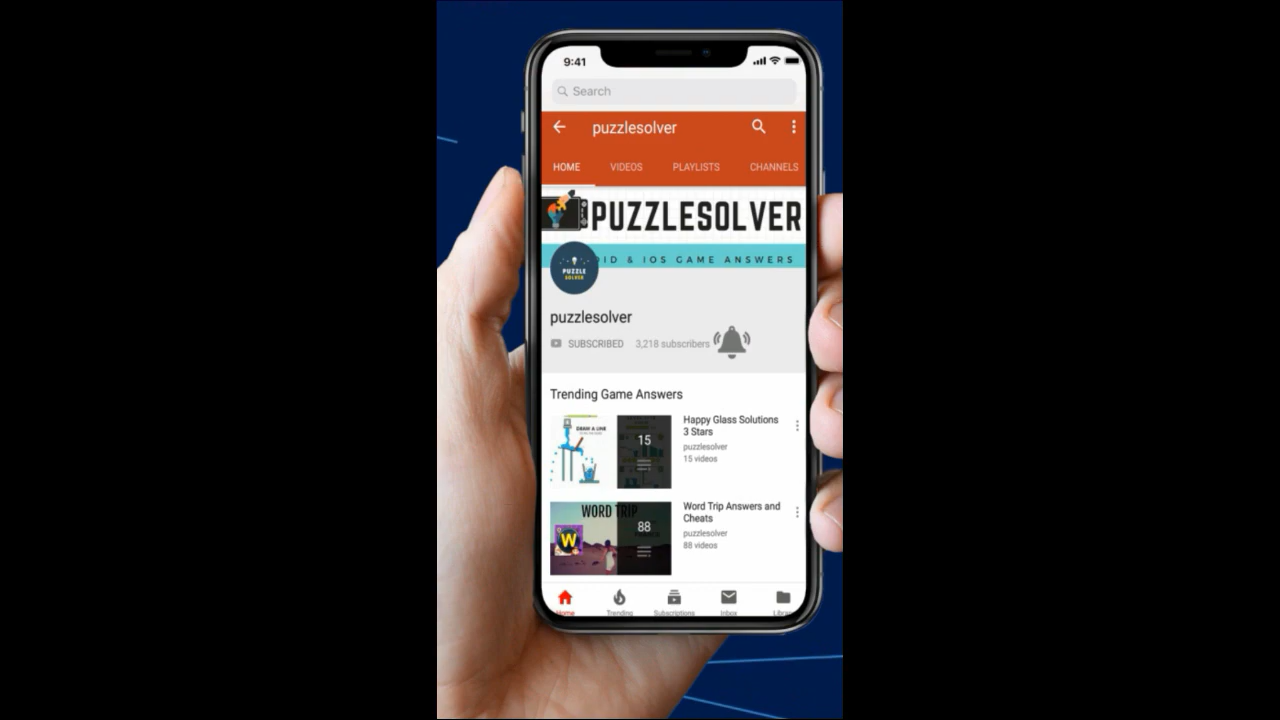 9:41
Search
puzzlesolver
HOME VIDEOS PLAYLISTS CHANNELS
PUZZLESOLVER
ID & IOS GAME ANSWERS
PUZZLE
SOLVER
puzzlesolver
SUBSCRIBED 3,218 subscribers
Trending Game Answers
DRAW A LINE
15
Happy Glass Solutions
3 Stars
puzzlesolver
15 videos
WORD TRIP
W
88
Word Trip Answers and
Cheats
puzzlesolver
88 videos
Home Trending Subscriptions Inbox